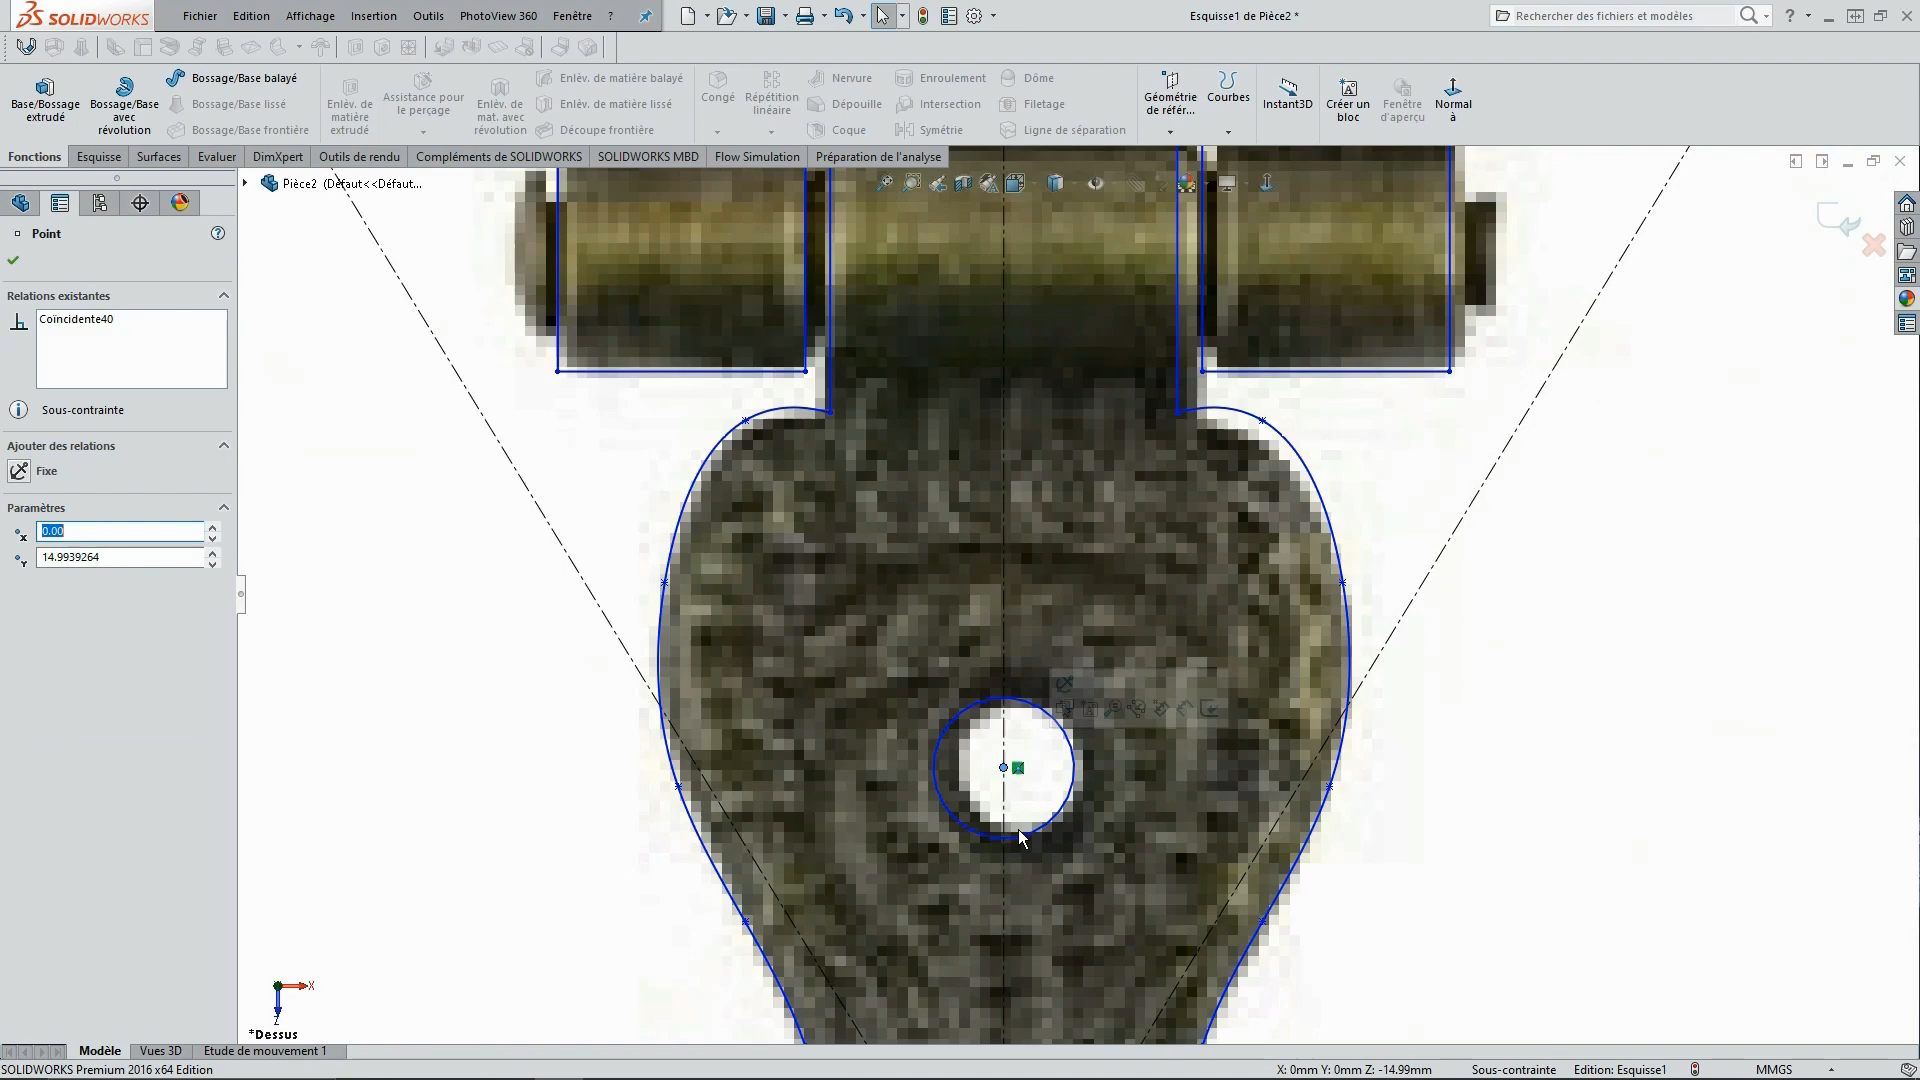 SOLIDWORKS
Fichier Edition Affichage Insertion Outils PhotoView 360 Fenêtre ?
Esquisse1 de Pièce2 *
Rechercher des fichiers et modèles
Base/Bossage extrudé
Bossage/Base avec révolution
Bossage/Base balayé
Bossage/Base lissé
Bossage/Base frontière
Enlèv. de matière extrudé
Assistance pour le perçage
Enlèv. de mat. avec révolution
Enlèv. de matière balayé
Enlèv. de matière lissé
Découpe frontière
Congé
Répétition linéaire
Nervure
Dépouille
Coque
Enroulement
Intersection
Symétrie
Dôme
Filetage
Ligne de séparation
Géométrie de référ...
Courbes
Instant3D
Créer un bloc
Fenêtre d'aperçu
Normal à
Fonctions Esquisse Surfaces Evaluer DimXpert Outils de rendu Compléments de SOLIDWORKS SOLIDWORKS MBD Flow Simulation Préparation de l'analyse
Pièce2 (Défaut<<Défaut...
Point
Relations existantes
Coïncidente40
Sous-contrainte
Ajouter des relations
Fixe
Paramètres
0.00
14.9939264
X
Z
*Dessus
Modèle Vues 3D Etude de mouvement 1
SOLIDWORKS Premium 2016 x64 Edition
X: 0mm Y: 0mm Z: -14.99mm Sous-contrainte Edition: Esquisse1 MMGS